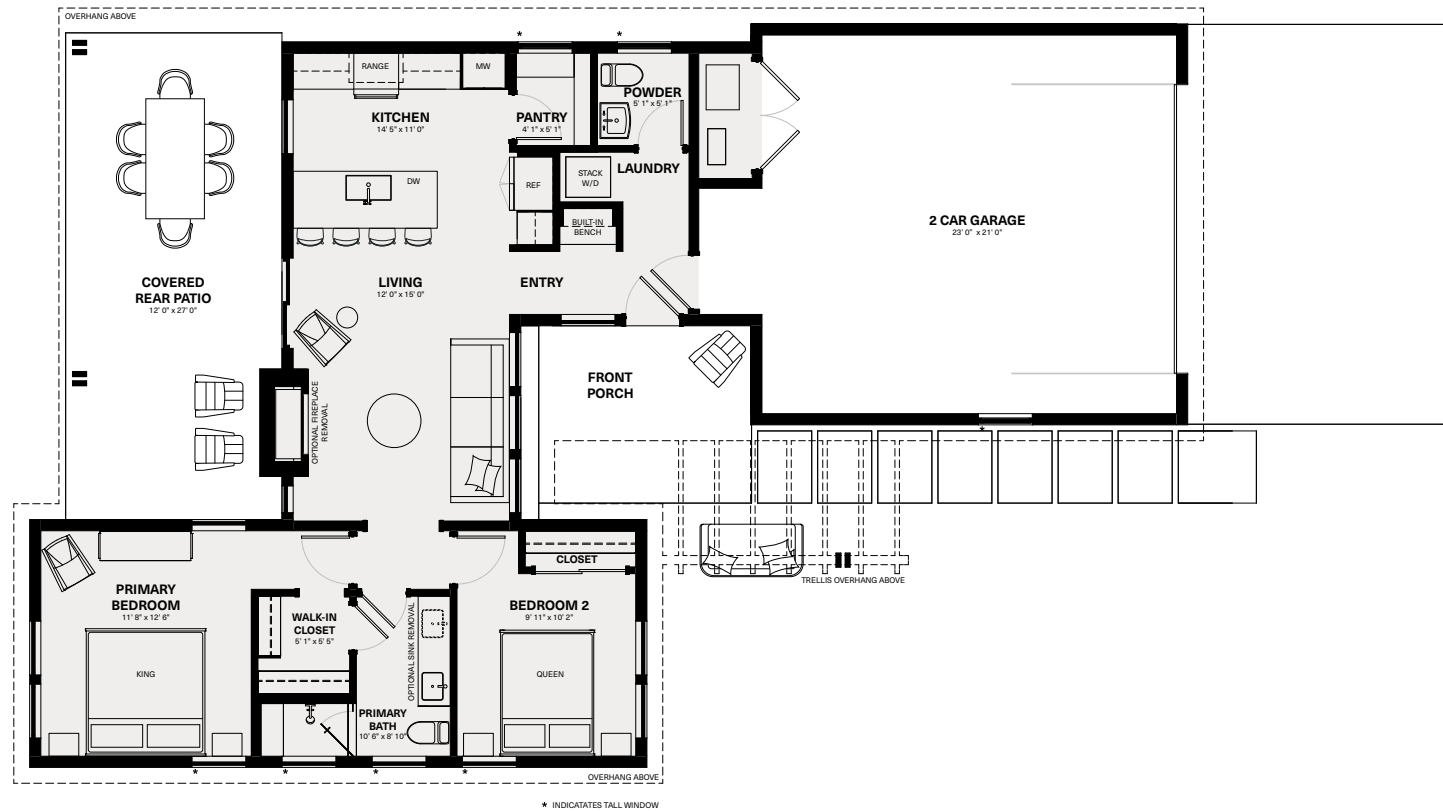 OVERHANG ABOVE
*
*
RANGE
MW
KITCHEN
14' 5" x 11' 0"
PANTRY
4' 1" x 5' 1"
POWDER
5' 1" x 5' 1"
LAUNDRY
STACK
W/D
REF
DW
BUILT-IN
BENCH
2 CAR GARAGE
23' 0" x 21' 0"
COVERED
REAR PATIO
12' 0" x 27' 0"
LIVING
12' 0" x 15' 0"
ENTRY
OPTIONAL FIREPLACE
REMOVAL
FRONT
PORCH
*
TRELLIS OVERHANG ABOVE
CLOSET
PRIMARY
BEDROOM
11' 8" x 12' 6"
KING
WALK-IN
CLOSET
5' 1" x 5' 5"
OPTIONAL SINK REMOVAL
PRIMARY
BATH
10' 6" x 8' 10"
BEDROOM 2
9' 11" x 10' 2"
QUEEN
*
*
*
*
OVERHANG ABOVE
* INDICATATES TALL WINDOW